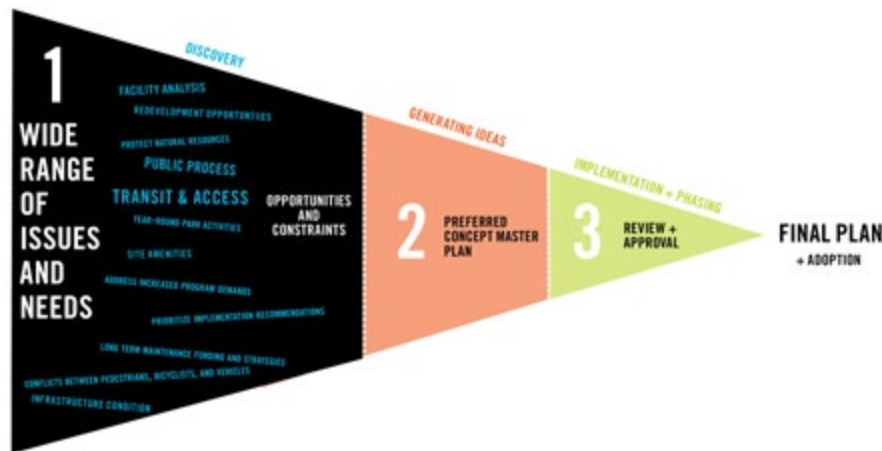 DISCOVERY
1
WIDE
RANGE
OF
ISSUES
AND
NEEDS
FACILITY ANALYSIS
REDEVELOPMENT OPPORTUNITIES
PROTECT NATURAL RESOURCES
PUBLIC PROCESS
TRANSIT & ACCESS
YEAR-ROUND PARK ACTIVITIES
SITE AMENITIES
ADDRESS INCREASED PROGRAM DEMANDS
PRIORITIZE IMPLEMENTATION RECOMMENDATIONS
LONG TERM MAINTENANCE FUNDING AND STRATEGIES
CONFLICTS BETWEEN PEDESTRIANS, BICYCLISTS, AND VEHICLES
INFRASTRUCTURE CONDITION
OPPORTUNITIES
AND
CONSTRAINTS
GENERATING IDEAS
2
PREFERRED
CONCEPT MASTER
PLAN
IMPLEMENTATION + PHASING
3
REVIEW +
APPROVAL
FINAL PLAN
+ ADOPTION